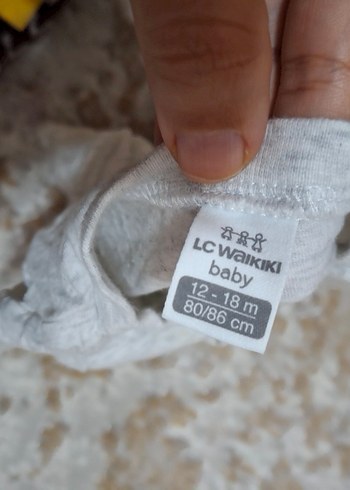 LC WAIKIKI
baby
12 - 18 m
80/86 cm